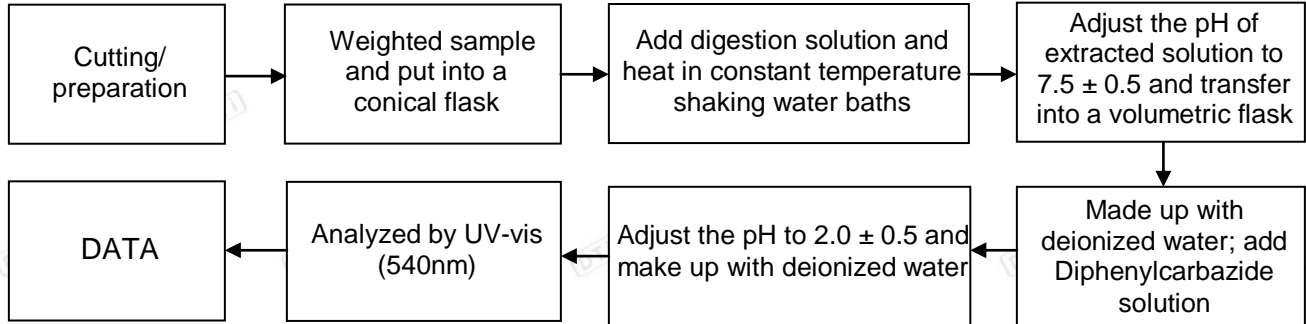 Cutting/
preparation
Weighted sample
and put into a
conical flask
Add digestion solution and
heat in constant temperature
shaking water baths
Adjust the pH of
extracted solution to
7.5 ± 0.5 and transfer
into a volumetric flask
Made up with
deionized water; add
Diphenylcarbazide
solution
Adjust the pH to 2.0 ± 0.5 and
make up with deionized water
Analyzed by UV-vis
(540nm)
DATA